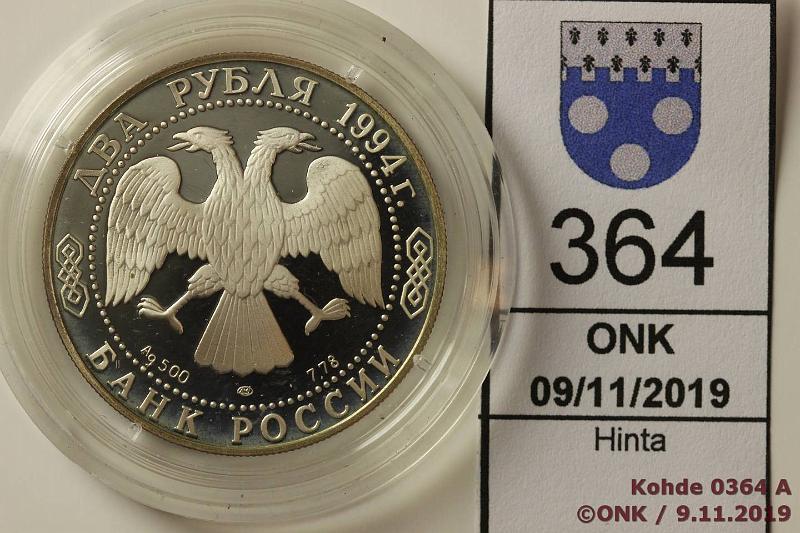 ДВА РУБЛЯ 1994 г.
Ag 500
7,78
БАНК РОССИИ
364
ONK
09/11/2019
Hinta
Kohde 0364 A
©ONK / 9.11.2019